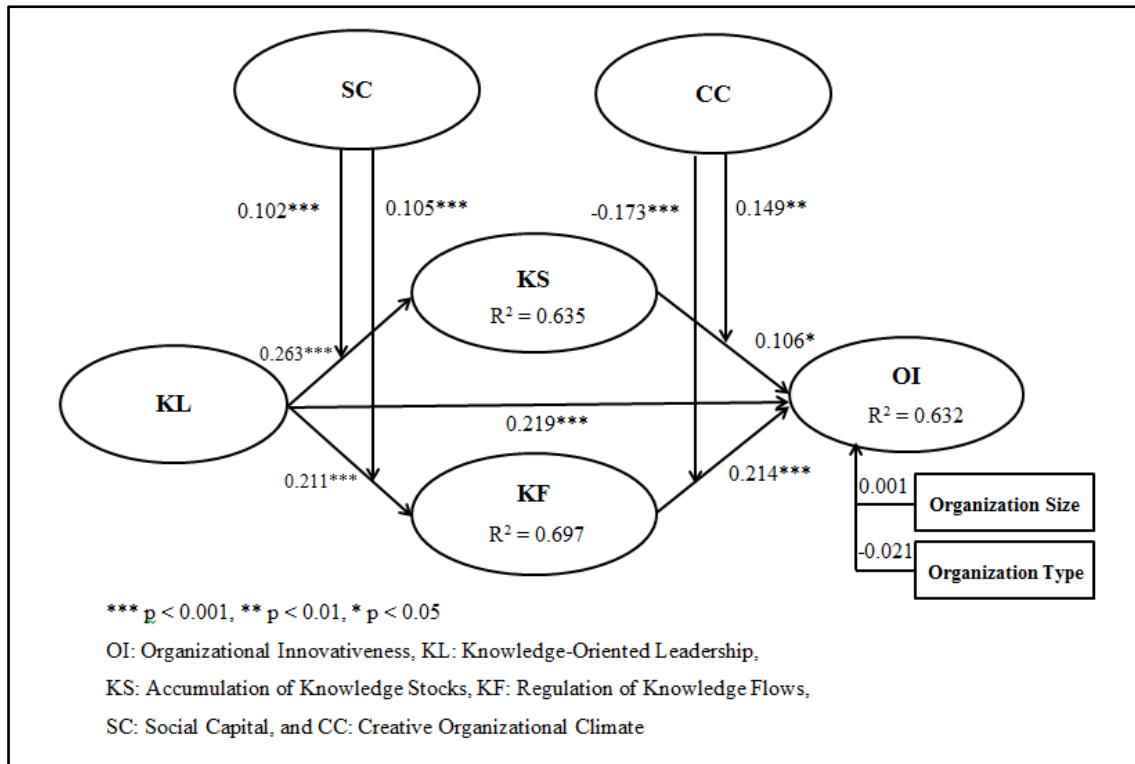 SC
CC
0.102***
0.105***
-0.173***
0.149**
KS
R² = 0.635
0.263***
0.106*
KL
OI
R² = 0.632
0.219***
0.211***
KF
R² = 0.697
0.214***
0.001
Organization Size
-0.021
Organization Type
*** p < 0.001, ** p < 0.01, * p < 0.05
OI: Organizational Innovativeness, KL: Knowledge-Oriented Leadership,
KS: Accumulation of Knowledge Stocks, KF: Regulation of Knowledge Flows,
SC: Social Capital, and CC: Creative Organizational Climate